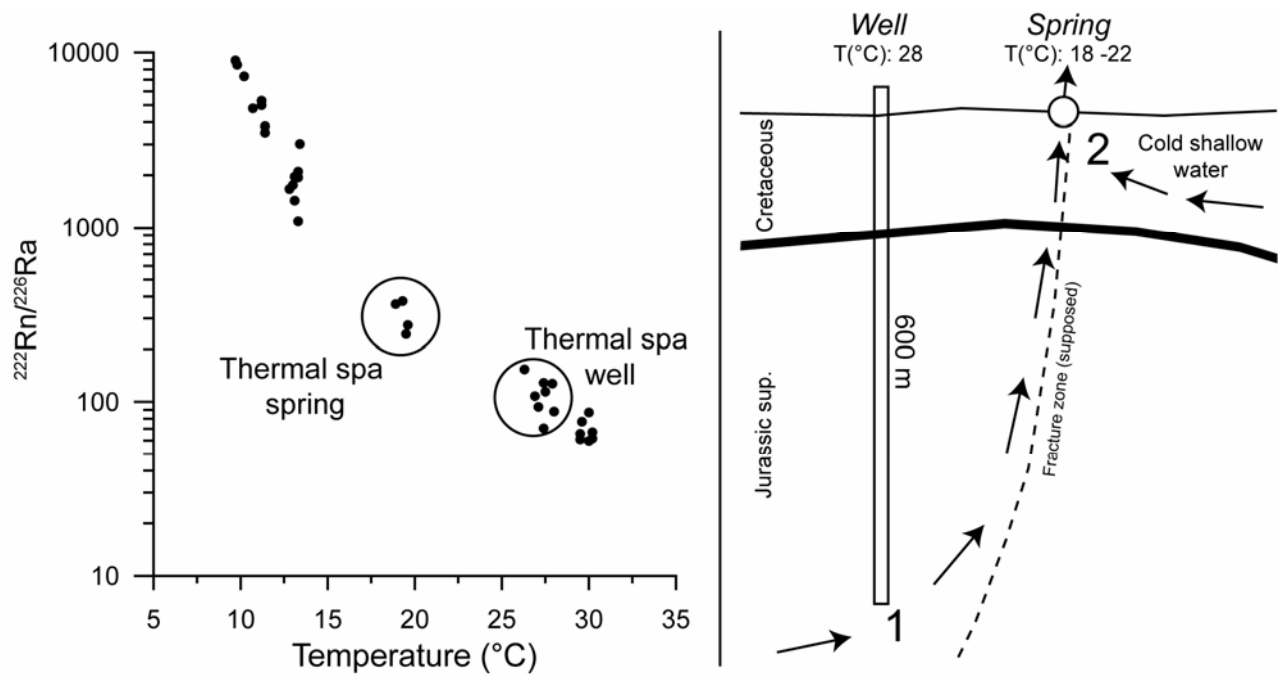 10000
1000
100
10
²²²Rn/²²⁶Ra
5
10
15
20
25
30
35
Temperature (°C)
Thermal spa
spring
Thermal spa
well
Well
T(°C): 28
Spring
T(°C): 18 -22
Cretaceous
Jurassic sup.
600 m
Fracture zone (supposed)
2
Cold shallow
water
1